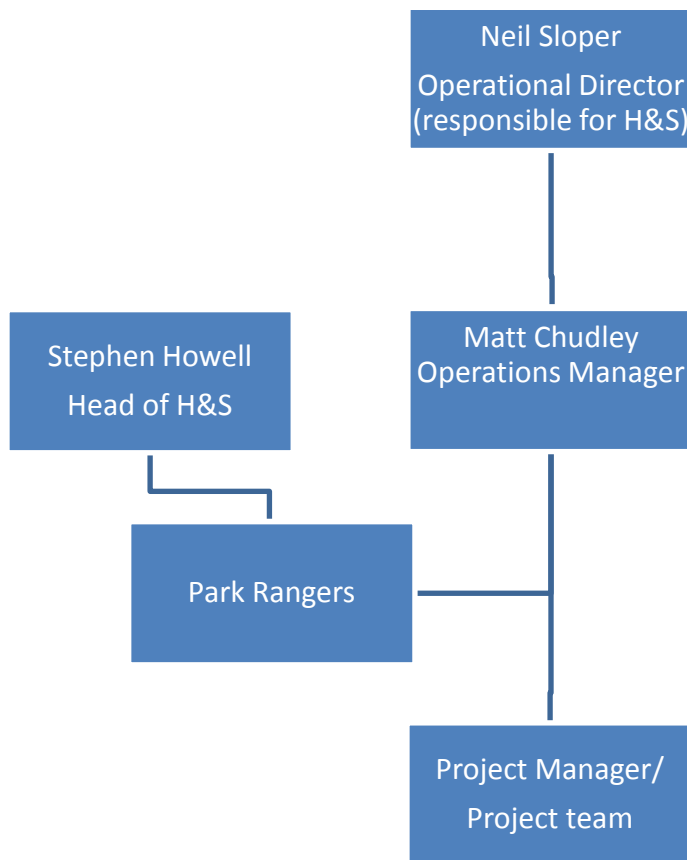 Neil Sloper
Operational Director
(responsible for H&S)
Matt Chudley
Operations Manager
Stephen Howell
Head of H&S
Park Rangers
Project Manager/
Project team